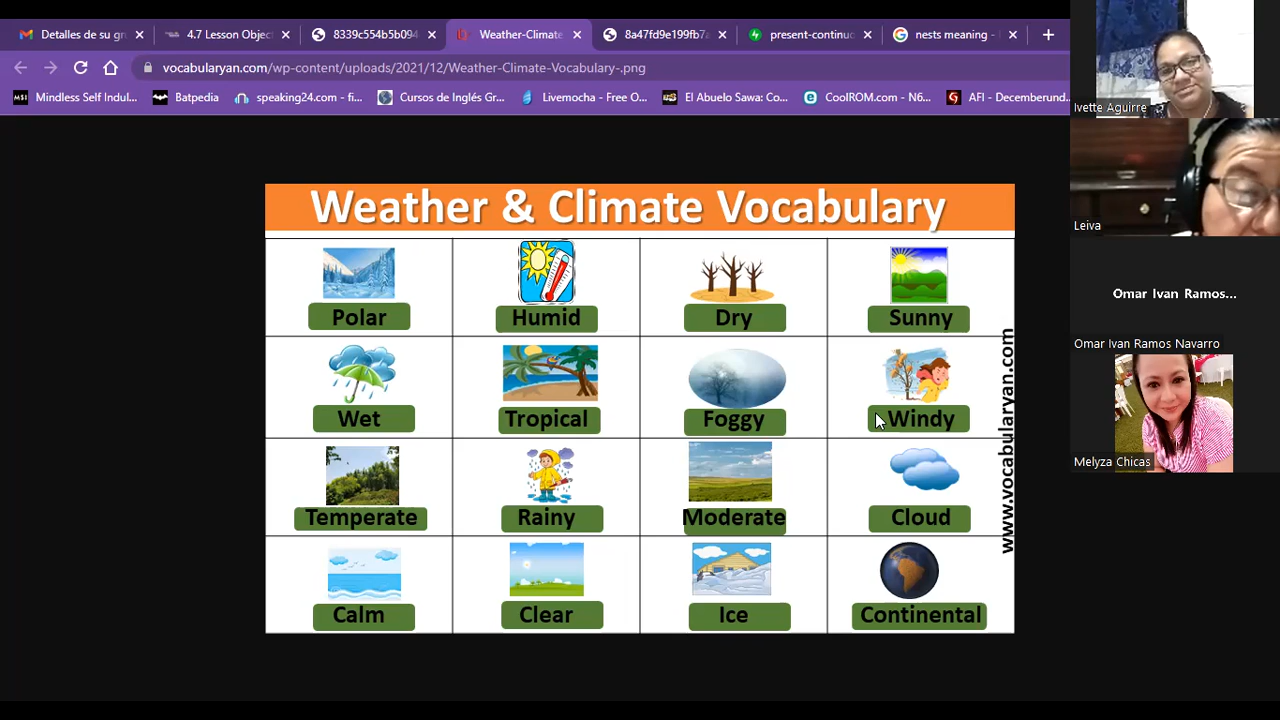 Detalles de su gn
4.7 Lesson Objec
8339c554b5b094
Weather-Climate
8a47fd9e199fb7a
present-continuo
nests meaning -
vocabularyan.com/wp-content/uploads/2021/12/Weather-Climate-Vocabulary-.png
MSI
Mindless Self Indul...
Batpedia
speaking24.com - fi...
Cursos de Inglés Gr...
Livemocha - Free O...
El Abuelo Sawa: Co...
CoolROM.com - N6...
AFI - Decemberund
Weather & Climate Vocabulary
Polar
Humid
Dry
Sunny
Wet
Tropical
Foggy
Windy
Temperate
Rainy
Moderate
Cloud
Calm
Clear
Ice
Continental
www.vocabularyan.com
Ivette Aguirre
Leiva
Omar Ivan Ramos...
Omar Ivan Ramos Navarro
Melyza Chicas